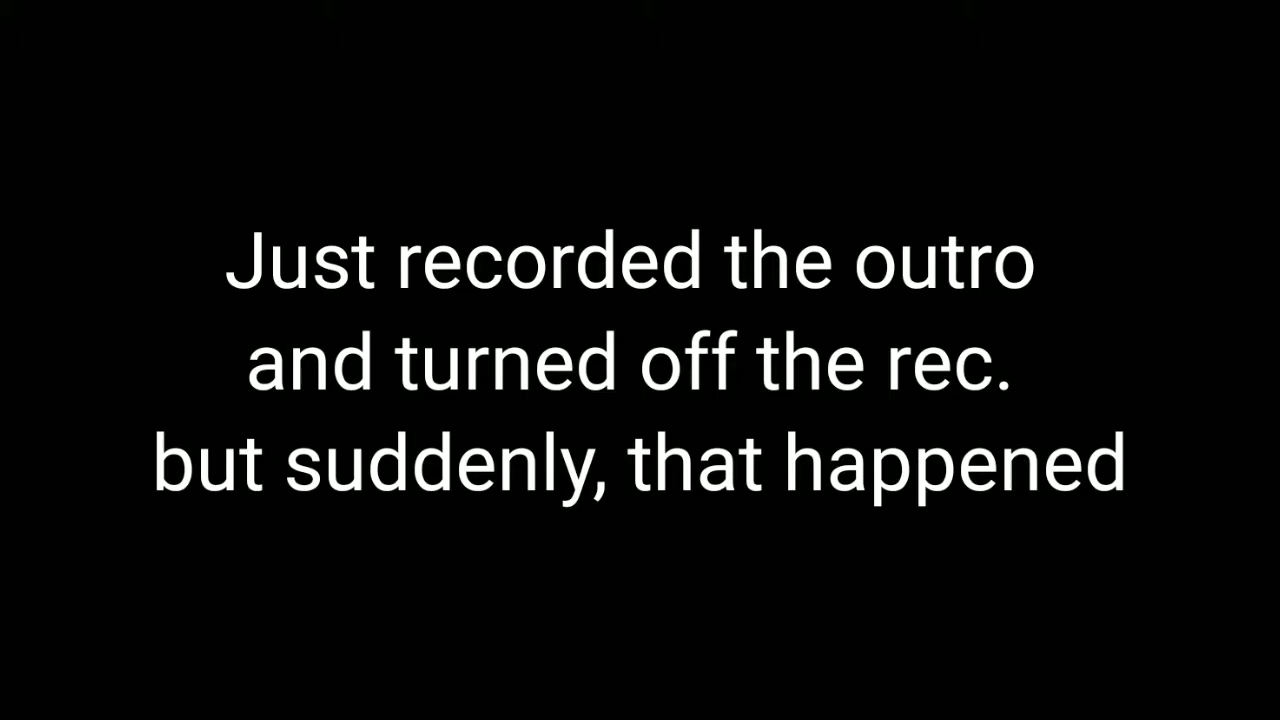 Just recorded the outro
and turned off the rec.
but suddenly, that happened